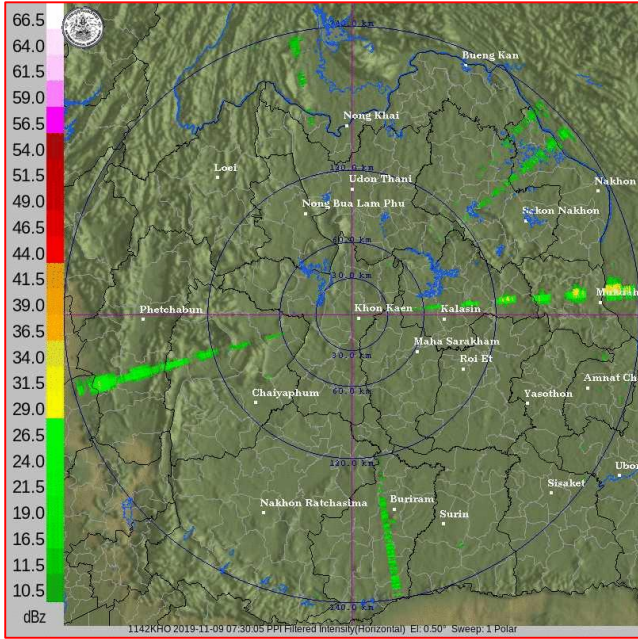 66.5
64.0
61.5
59.0
56.5
54.0
51.5
49.0
46.5
44.0
41.5
39.0
36.5
34.0
31.5
29.0
26.5
24.0
21.5
19.0
16.5
11.5
10.5
dBz
Bueng Kan
Nong Khai
Loei
Udon Thani
Nakhon
Nong Bua Lam Phu
Sakon Nakhon
30.0 km
Phetchabun
Khon Kaen
Kalasin
30.0 km
Maha Sarakham
Roi Et
60.0 km
Amnat Ch
Chaiyaphum
Yasothon
120.0 km
Ubon
Sisaket
Nakhon Ratchasima
Buriram
Surin
240.0 km
1142KHO 2019-11-09 07:30:05 PPI Filtered Intensity(Horizontal) El: 0.50° Sweep: 1 Polar